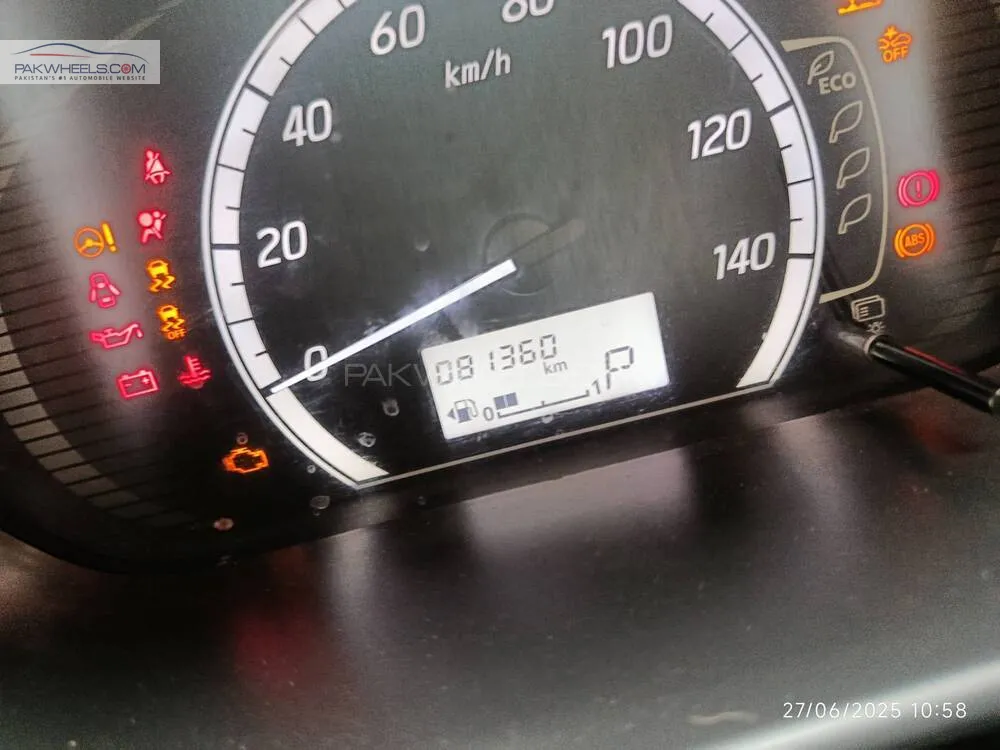 PAKWHEELS.COM
PAKISTAN'S #1 AUTOMOBILE WEBSITE
60
80
100
km/h
OFF
ECO
40
120
20
140
ABS
OFF
0
081360 km
P
0
1
PAKWHEELS
27/06/2025 10:58